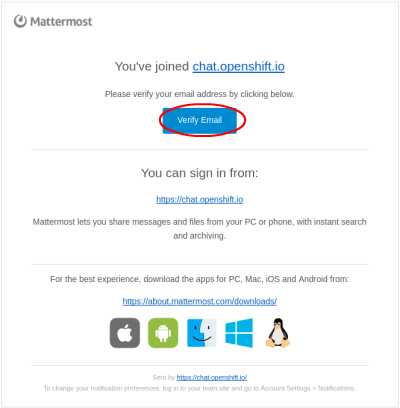 Mattermost
You've joined chat.openshift.io
Please verify your email address by clicking below.
Verify Email
You can sign in from:
https://chat.openshift.io
Mattermost lets you share messages and files from your PC or phone, with instant search
and archiving.
For the best experience, download the apps for PC, Mac, iOS and Android from:
https://about.mattermost.com/downloads/
Sent by https://chat.openshift.io/
To change your notification preferences, log in to your team site and go to Account Settings > Notifications.